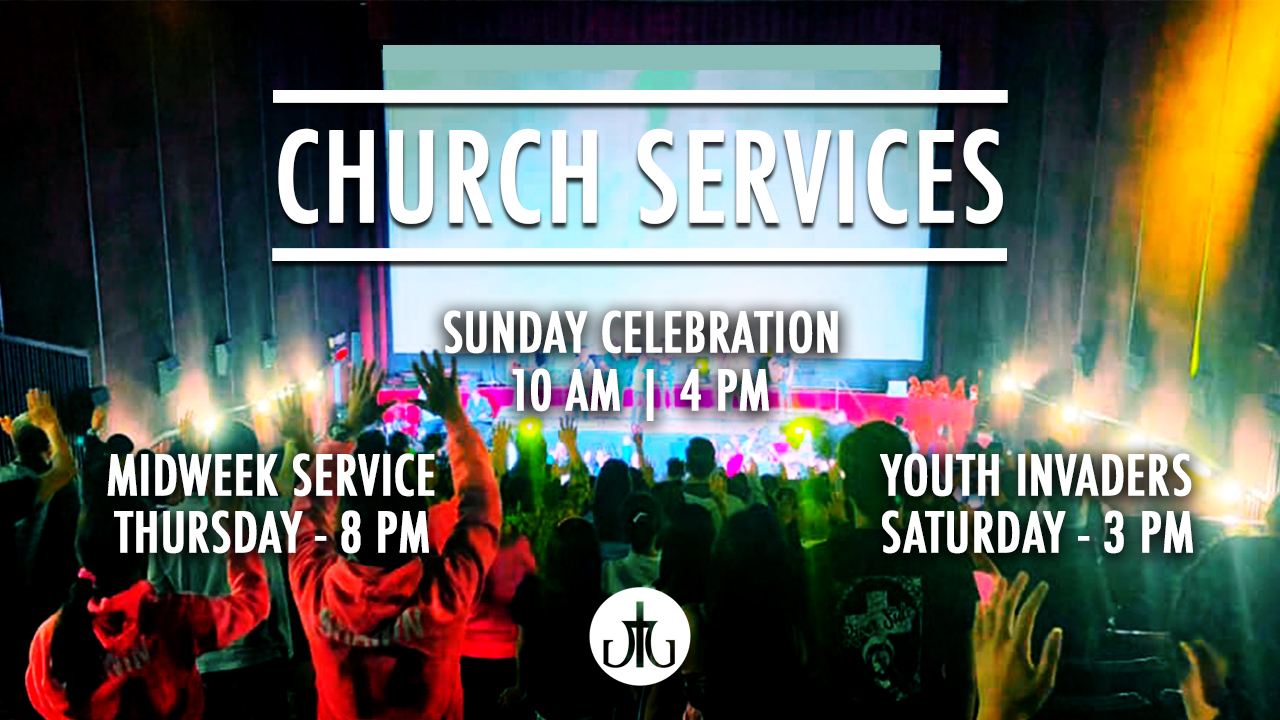 CHURCH SERVICES
SUNDAY CELEBRATION
10 AM | 4 PM
MIDWEEK SERVICE
THURSDAY - 8 PM
YOUTH INVADERS
SATURDAY - 3 PM